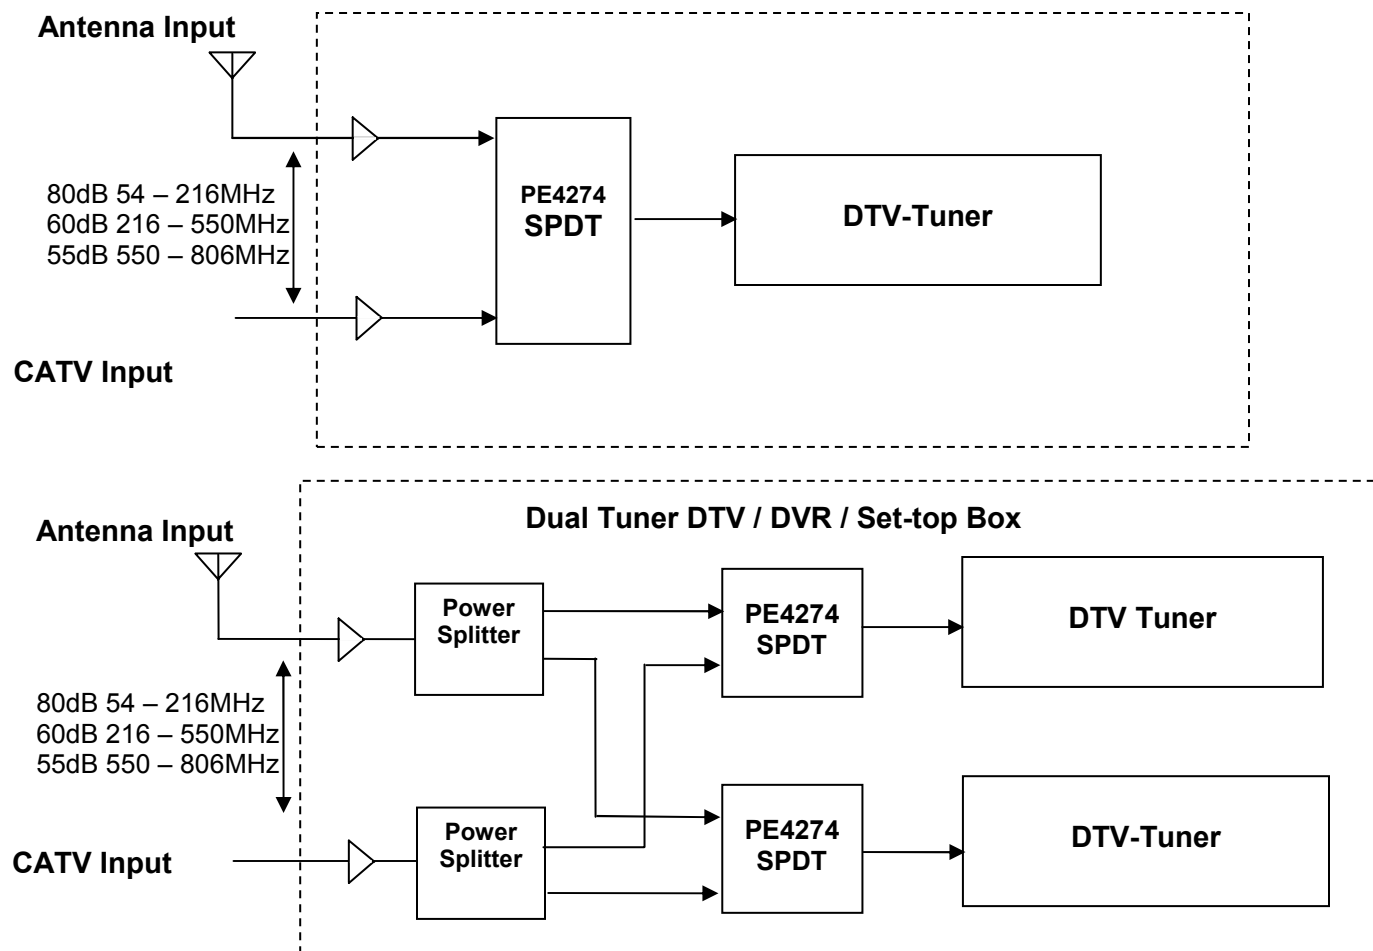 Antenna Input
80dB 54 – 216MHz
60dB 216 – 550MHz
55dB 550 – 806MHz
PE4274
SPDT
DTV-Tuner
CATV Input
Dual Tuner DTV / DVR / Set-top Box
Antenna Input
Power
Splitter
PE4274
SPDT
DTV Tuner
80dB 54 – 216MHz
60dB 216 – 550MHz
55dB 550 – 806MHz
CATV Input
Power
Splitter
PE4274
SPDT
DTV-Tuner